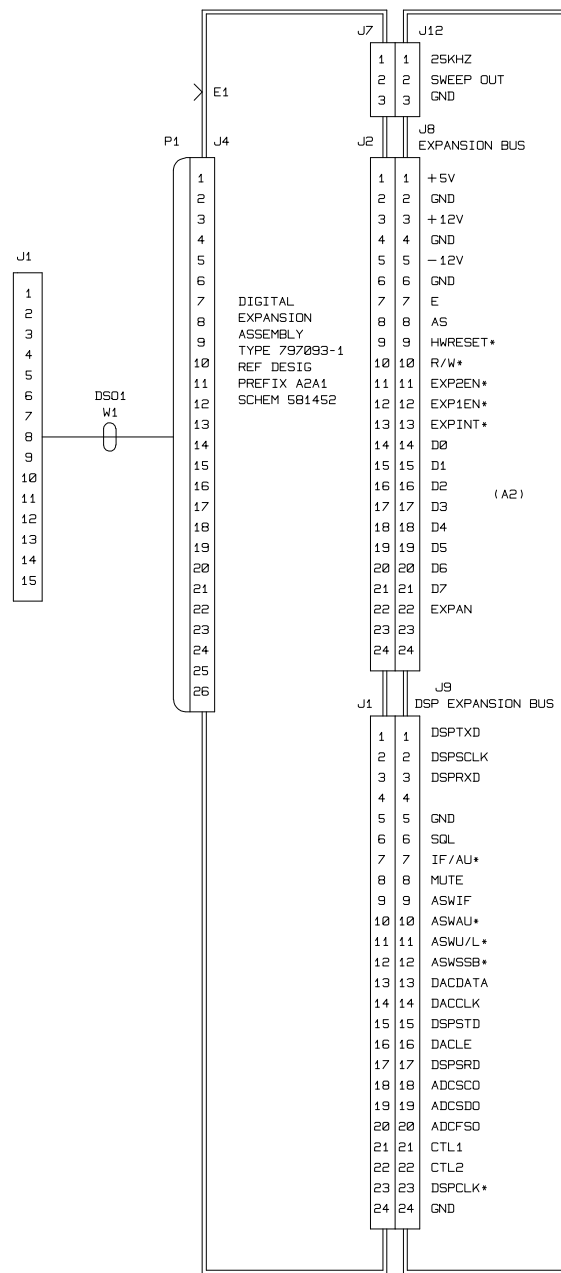 J7 J12
1 1 25KHZ
2 2 SWEEP OUT
3 3 GND
E1
P1 J4
1
2
3
4
5
6
7
8
9
10
11
12
13
14
15
16
17
18
19
20
21
22
23
24
25
26
J1
1
2
3
4
5
6
7
8
9
10
11
12
13
14
15
DSO1
W1
DIGITAL
EXPANSION
ASSEMBLY
TYPE 797093-1
REF DESIG
PREFIX A2A1
SCHEM 581452
J2 J8
EXPANSION BUS
1 1 +5V
2 2 GND
3 3 +12V
4 4 GND
5 5 -12V
6 6 GND
7 7 E
8 8 AS
9 9 HWRESET*
10 10 R/W*
11 11 EXP2EN*
12 12 EXP1EN*
13 13 EXPINT*
14 14 D0
15 15 D1
16 16 D2
17 17 D3
18 18 D4
19 19 D5
20 20 D6
21 21 D7
22 22 EXPAN
23 23
24 24
(A2)
J1 J9
DSP EXPANSION BUS
1 1 DSPTXD
2 2 DSPSCLK
3 3 DSPRXD
4 4
5 5 GND
6 6 SQL
7 7 IF/AU*
8 8 MUTE
9 9 ASWIF
10 10 ASWAU*
11 11 ASWU/L*
12 12 ASWSSB*
13 13 DACDATA
14 14 DACCLK
15 15 DSPSTD
16 16 DACLE
17 17 DSPSRD
18 18 ADCSCO
19 19 ADCSDO
20 20 ADCFSO
21 21 CTL1
22 22 CTL2
23 23 DSPCLK*
24 24 GND